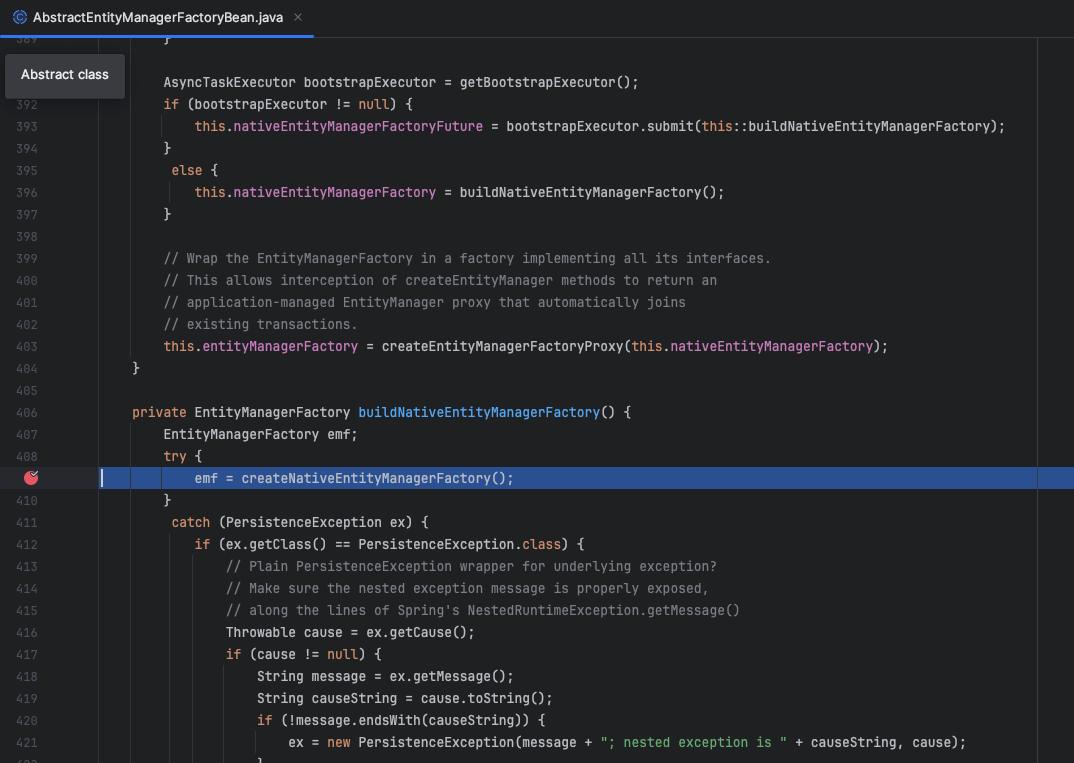 AbstractEntityManagerFactoryBean.java
389 }
Abstract class
AsyncTaskExecutor bootstrapExecutor = getBootstrapExecutor();
392 if (bootstrapExecutor != null) {
393 this.nativeEntityManagerFactoryFuture = bootstrapExecutor.submit(this::buildNativeEntityManagerFactory);
394 }
395 else {
396 this.nativeEntityManagerFactory = buildNativeEntityManagerFactory();
397 }
398
399 // Wrap the EntityManagerFactory in a factory implementing all its interfaces.
400 // This allows interception of createEntityManager methods to return an
401 // application-managed EntityManager proxy that automatically joins
402 // existing transactions.
403 this.entityManagerFactory = createEntityManagerFactoryProxy(this.nativeEntityManagerFactory);
404 }
405
406 private EntityManagerFactory buildNativeEntityManagerFactory() {
407 EntityManagerFactory emf;
408 try {
emf = createNativeEntityManagerFactory();
410 }
411 catch (PersistenceException ex) {
412 if (ex.getClass() == PersistenceException.class) {
413 // Plain PersistenceException wrapper for underlying exception?
414 // Make sure the nested exception message is properly exposed,
415 // along the lines of Spring's NestedRuntimeException.getMessage()
416 Throwable cause = ex.getCause();
417 if (cause != null) {
418 String message = ex.getMessage();
419 String causeString = cause.toString();
420 if (!message.endsWith(causeString)) {
421 ex = new PersistenceException(message + "; nested exception is " + causeString, cause);